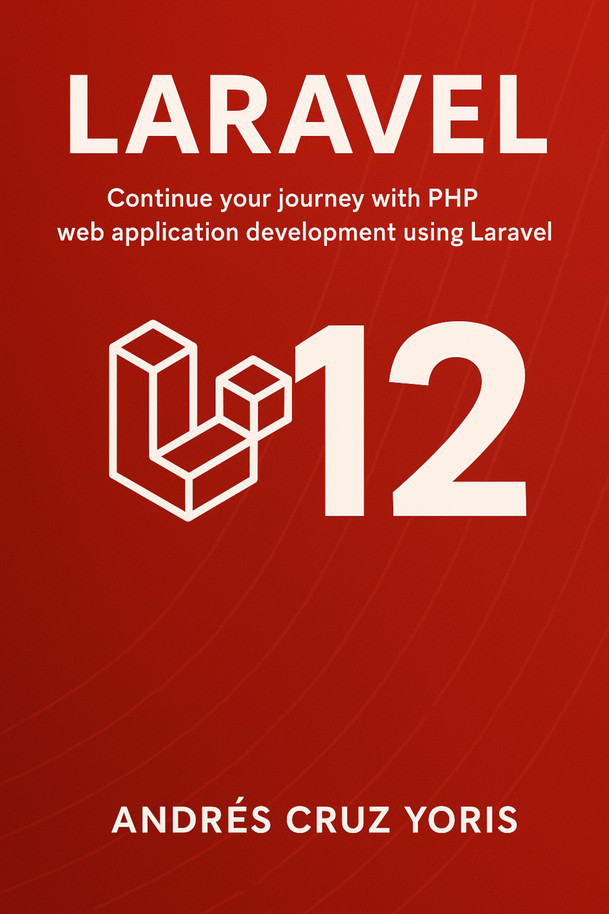 LARAVEL
Continue your journey with PHP
web application development using Laravel
12
ANDRÉS CRUZ YORIS